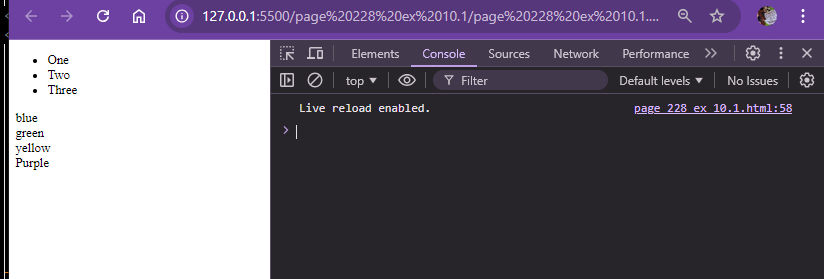 127.0.0.1:5500/page%20228%20ex%2010.1/page%20228%20ex%2010.1....
One
Two
Three
blue
green
yellow
Purple
Elements Console Sources Network Performance
top Filter Default levels No Issues
Live reload enabled. page 228 ex 10.1.html:58